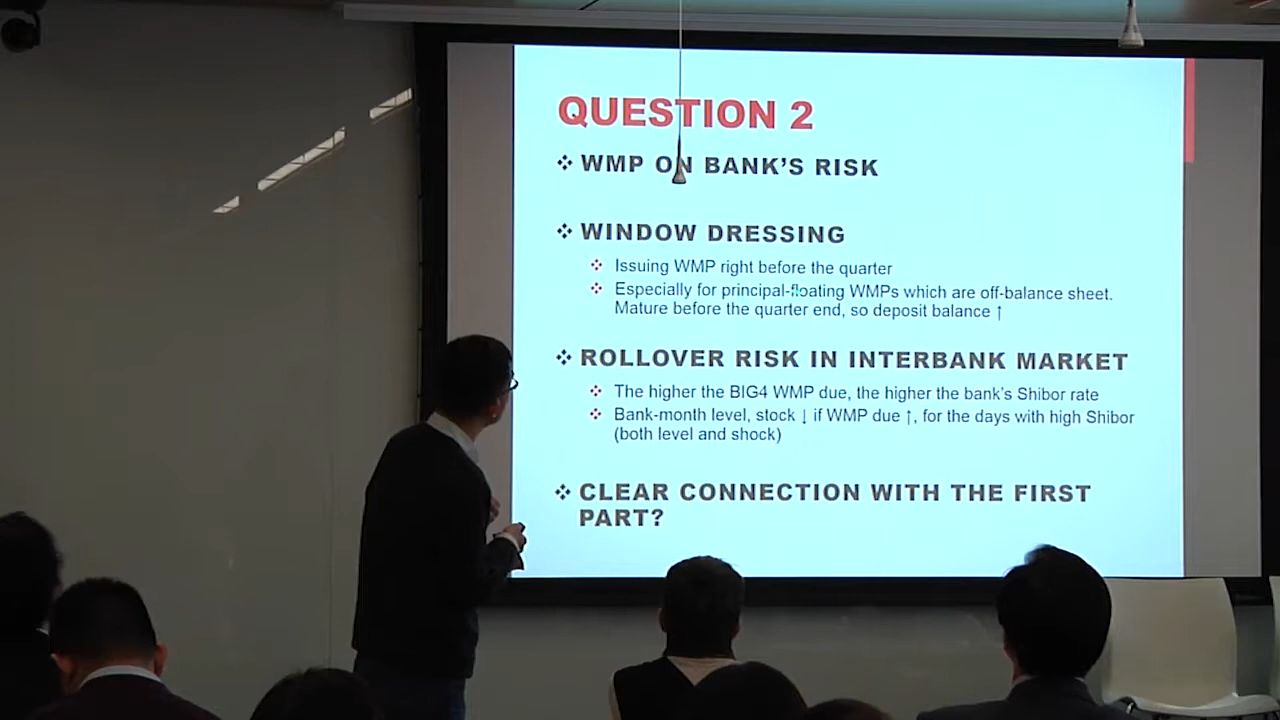 QUESTION 2
WMP ON BANK'S RISK
WINDOW DRESSING
Issuing WMP right before the quarter
Especially for principal-floating WMPs which are off-balance sheet.
Mature before the quarter end, so deposit balance ↑
ROLLOVER RISK IN INTERBANK MARKET
The higher the BIG4 WMP due, the higher the bank's Shibor rate
Bank-month level, stock ↓ if WMP due ↑, for the days with high Shibor
(both level and shock)
CLEAR CONNECTION WITH THE FIRST
PART?